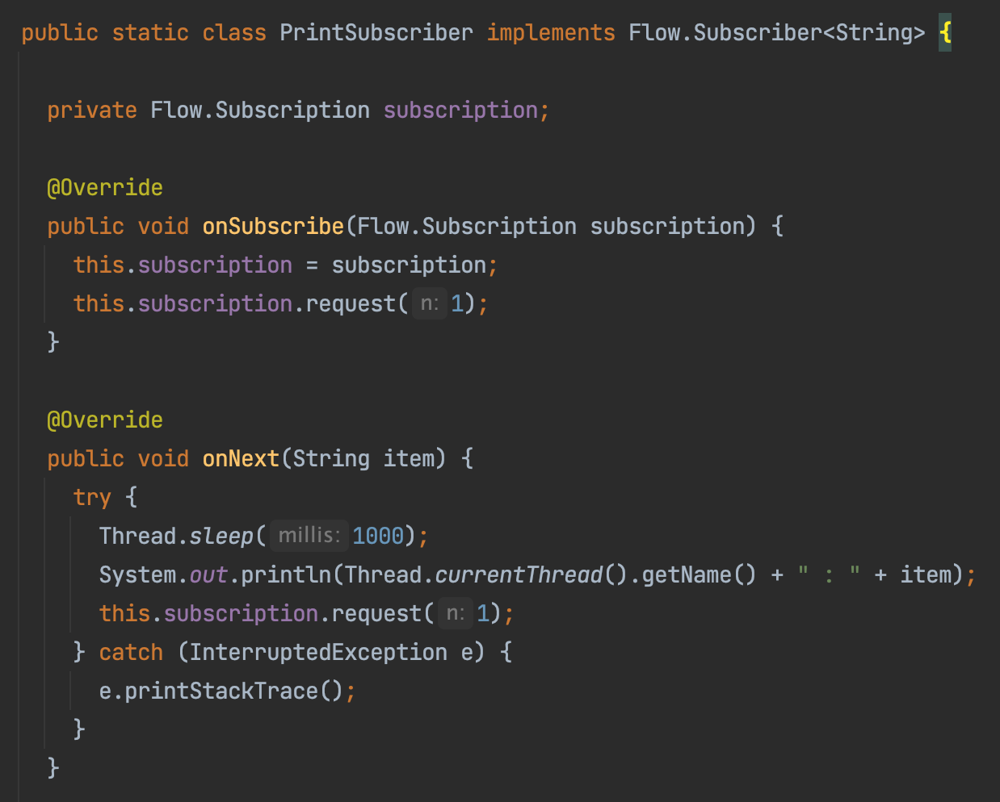 public static class PrintSubscriber implements Flow.Subscriber<String> {
private Flow.Subscription subscription;
@Override
public void onSubscribe(Flow.Subscription subscription) {
this.subscription = subscription;
this.subscription.request( n: 1);
}
@Override
public void onNext(String item) {
try {
Thread.sleep( millis: 1000);
System.out.println(Thread.currentThread().getName() + " : " + item);
this.subscription.request( n: 1);
} catch (InterruptedException e) {
e.printStackTrace();
}
}